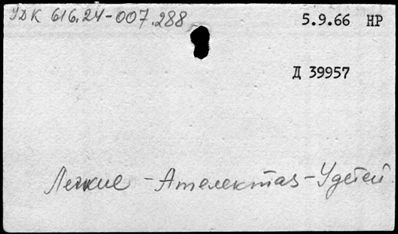 УДК 616.24-007.288
5.9.66 НР
Д 39957
Легкие - Ателектаз - У детей